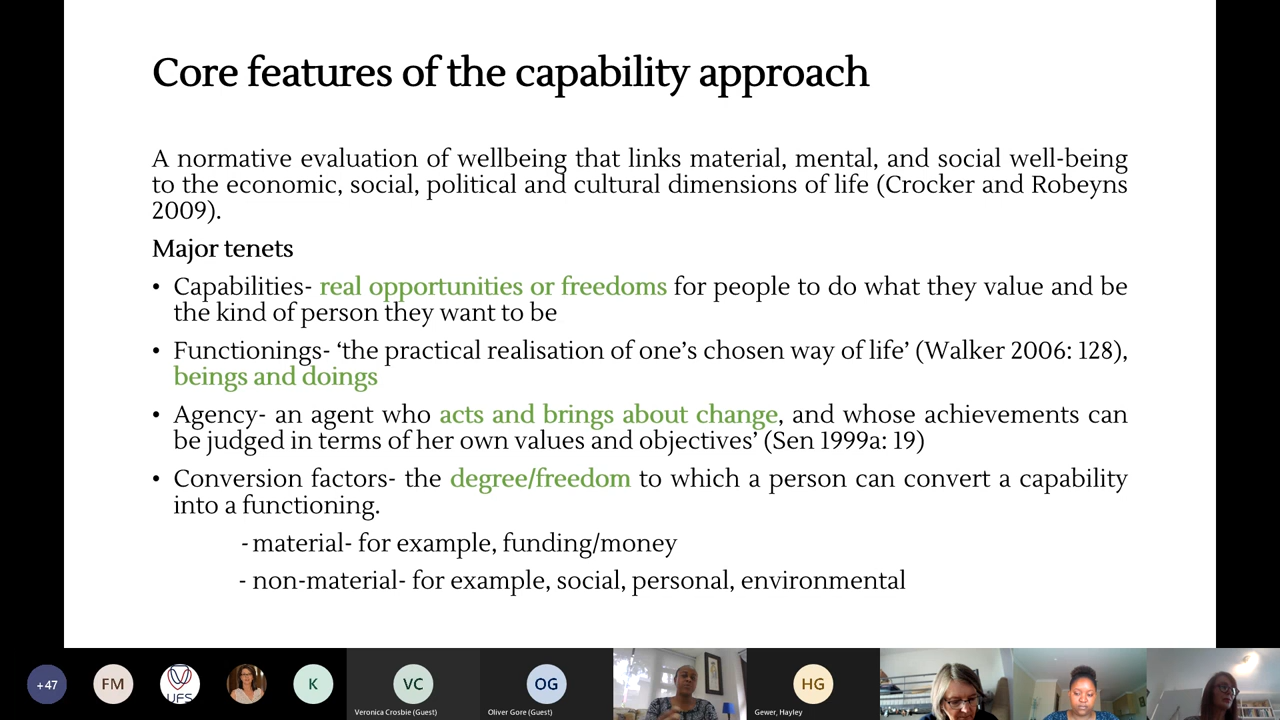 Core features of the capability approach
A normative evaluation of wellbeing that links material, mental, and social well-being
to the economic, social, political and cultural dimensions of life (Crocker and Robeyns
2009).
Major tenets
• Capabilities- real opportunities or freedoms for people to do what they value and be
the kind of person they want to be
• Functionings- ‘the practical realisation of one’s chosen way of life’ (Walker 2006: 128),
beings and doings
• Agency- an agent who acts and brings about change, and whose achievements can
be judged in terms of her own values and objectives’ (Sen 1999a: 19)
• Conversion factors- the degree/freedom to which a person can convert a capability
into a functioning.
- material- for example, funding/money
- non-material- for example, social, personal, environmental
+47
FM
UFS
K
VC
Veronica Crosbie (Guest)
OG
Oliver Gore (Guest)
HG
Gewer, Hayley